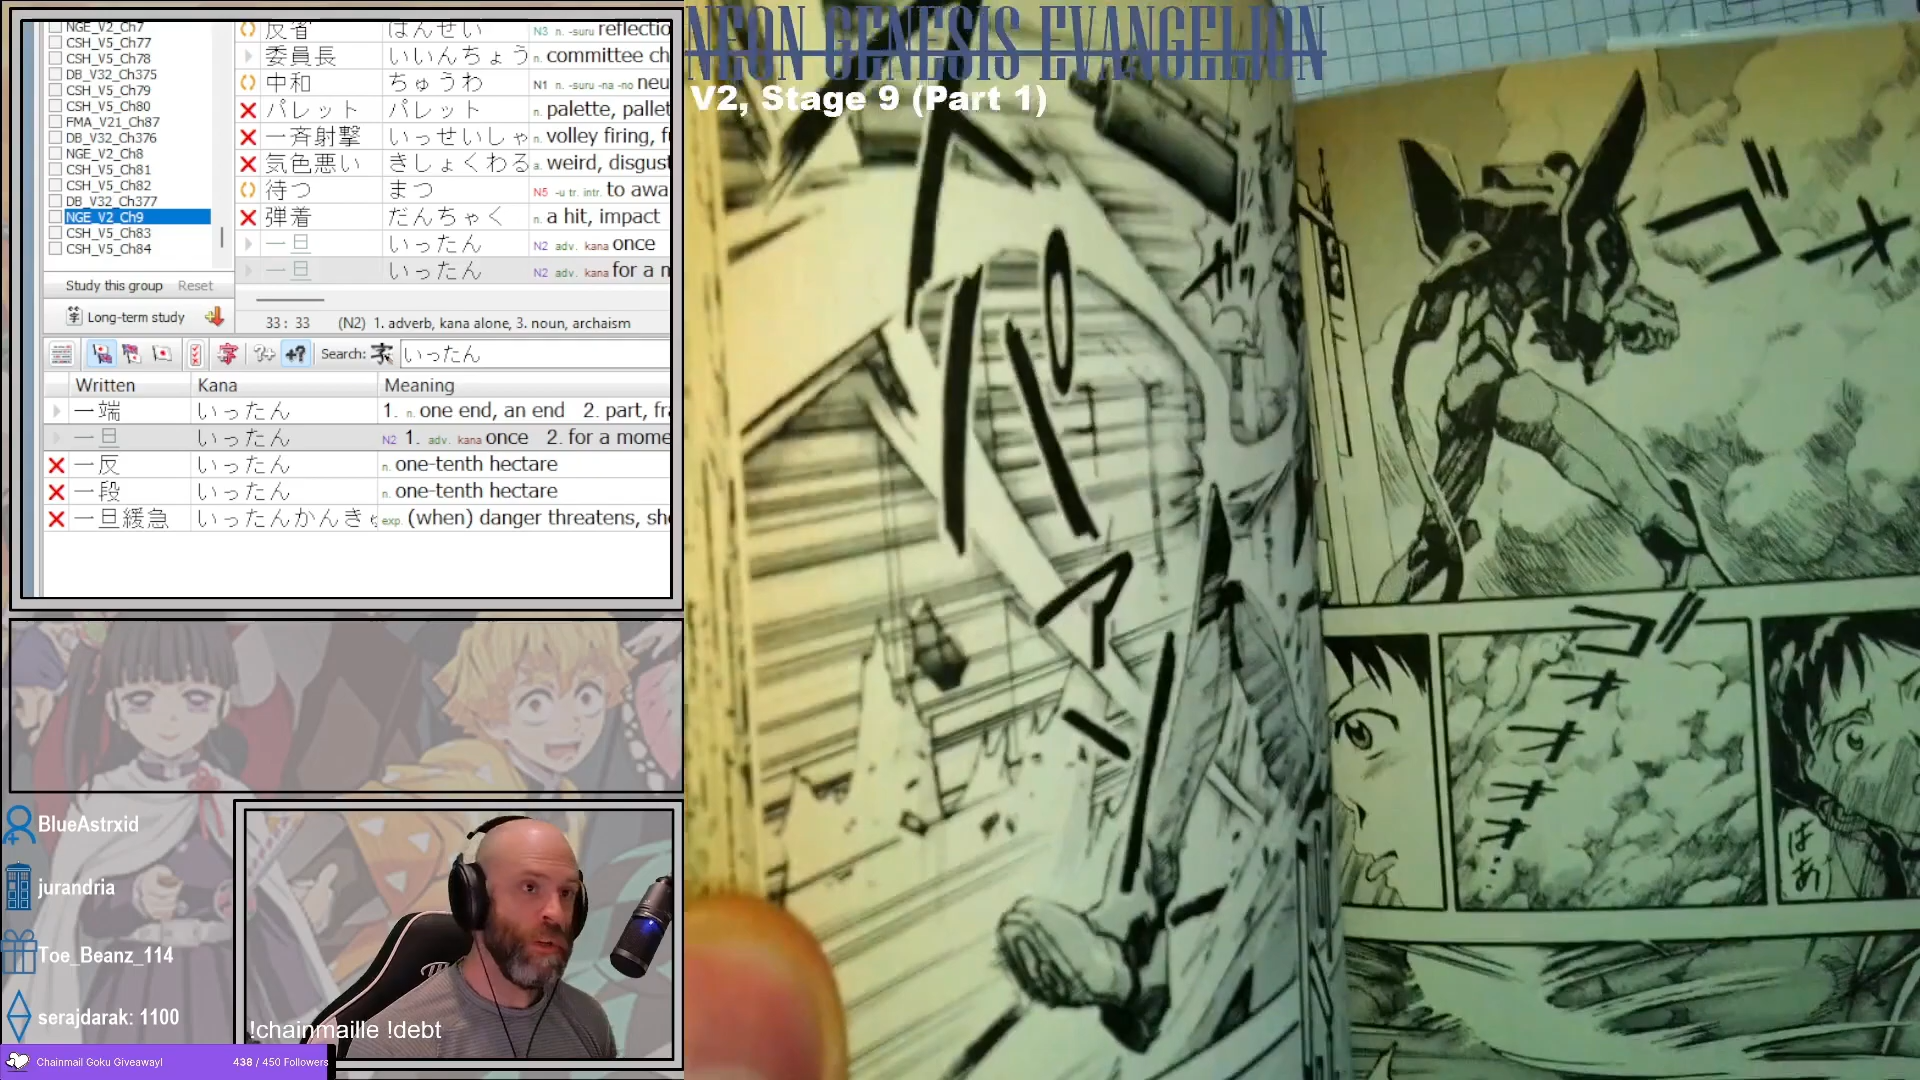 NGE_V2_Ch7
CSH_V5_Ch77
CSH_V5_Ch78
DB_V32_Ch375
CSH_V5_Ch79
CSH_V5_Ch80
FMA_V21_Ch87
DB_V32_Ch376
NGE_V2_Ch8
CSH_V5_Ch81
CSH_V5_Ch82
DB_V32_Ch377
NGE_V2_Ch9
CSH_V5_Ch83
CSH_V5_Ch84
Study this group Reset
Long-term study
反省 はんせい N3 n. -suru reflectio
委員長 いいんちょう n. committee ch
中和 ちゅうわ N1 n. -suru -na -no neu
パレット パレット n. palette, pallet
一斉射撃 いっせいしゃ n. volley firing, f
気色悪い きしょくわる a. weird, disgust
待つ まつ N5 -u tr. intr. to awa
弾着 だんちゃく n. a hit, impact
一旦 いったん N2 adv. kana once
一旦 いったん N2 adv. kana for a m
33 : 33 (N2) 1. adverb, kana alone, 3. noun, archaism
Search: いったん
Written Kana Meaning
一端 いったん 1. n. one end, an end 2. part, fra
一旦 いったん N2 1. adv. kana once 2. for a mome
一反 いったん n. one-tenth hectare
一段 いったん n. one-tenth hectare
一旦緩急 いったんかんきゅ exp. (when) danger threatens, sho
NEON GENESIS EVANGELION
V2, Stage 9 (Part 1)
パァン
ガ
ゴォ
ゴォォォォ…
はあ
BlueAstrxid
jurandria
Toe_Beanz_114
serajdarak: 1100
!chainmaille !debt
Chainmail Goku Giveaway! 438 / 450 Followers